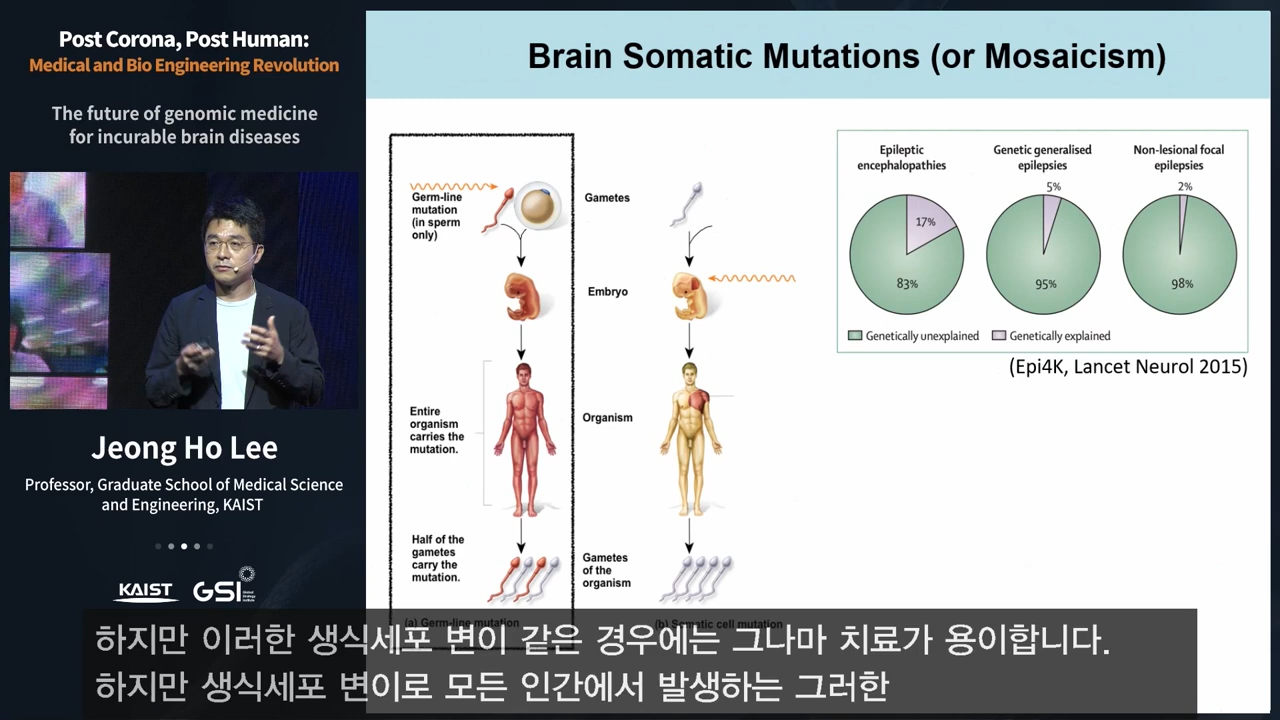 Post Corona, Post Human:
Medical and Bio Engineering Revolution
The future of genomic medicine
for incurable brain diseases
Jeong Ho Lee
Professor, Graduate School of Medical Science
and Engineering, KAIST
KAIST
GSI
Brain Somatic Mutations (or Mosaicism)
Germ-line
mutation
(in sperm
only)
Gametes
Embryo
Entire
organism
carries the
mutation.
Organism
Half of the
gametes
carry the
mutation.
Gametes
of the
organism
(a) Germ-line mutation
(b) Somatic cell mutation
Epileptic
encephalopathies
17%
83%
Genetic generalised
epilepsies
5%
95%
Non-lesional focal
epilepsies
2%
98%
Genetically unexplained
Genetically explained
(Epi4K, Lancet Neurol 2015)
하지만 이러한 생식세포 변이 같은 경우에는 그나마 치료가 용이합니다.
하지만 생식세포 변이로 모든 인간에서 발생하는 그러한